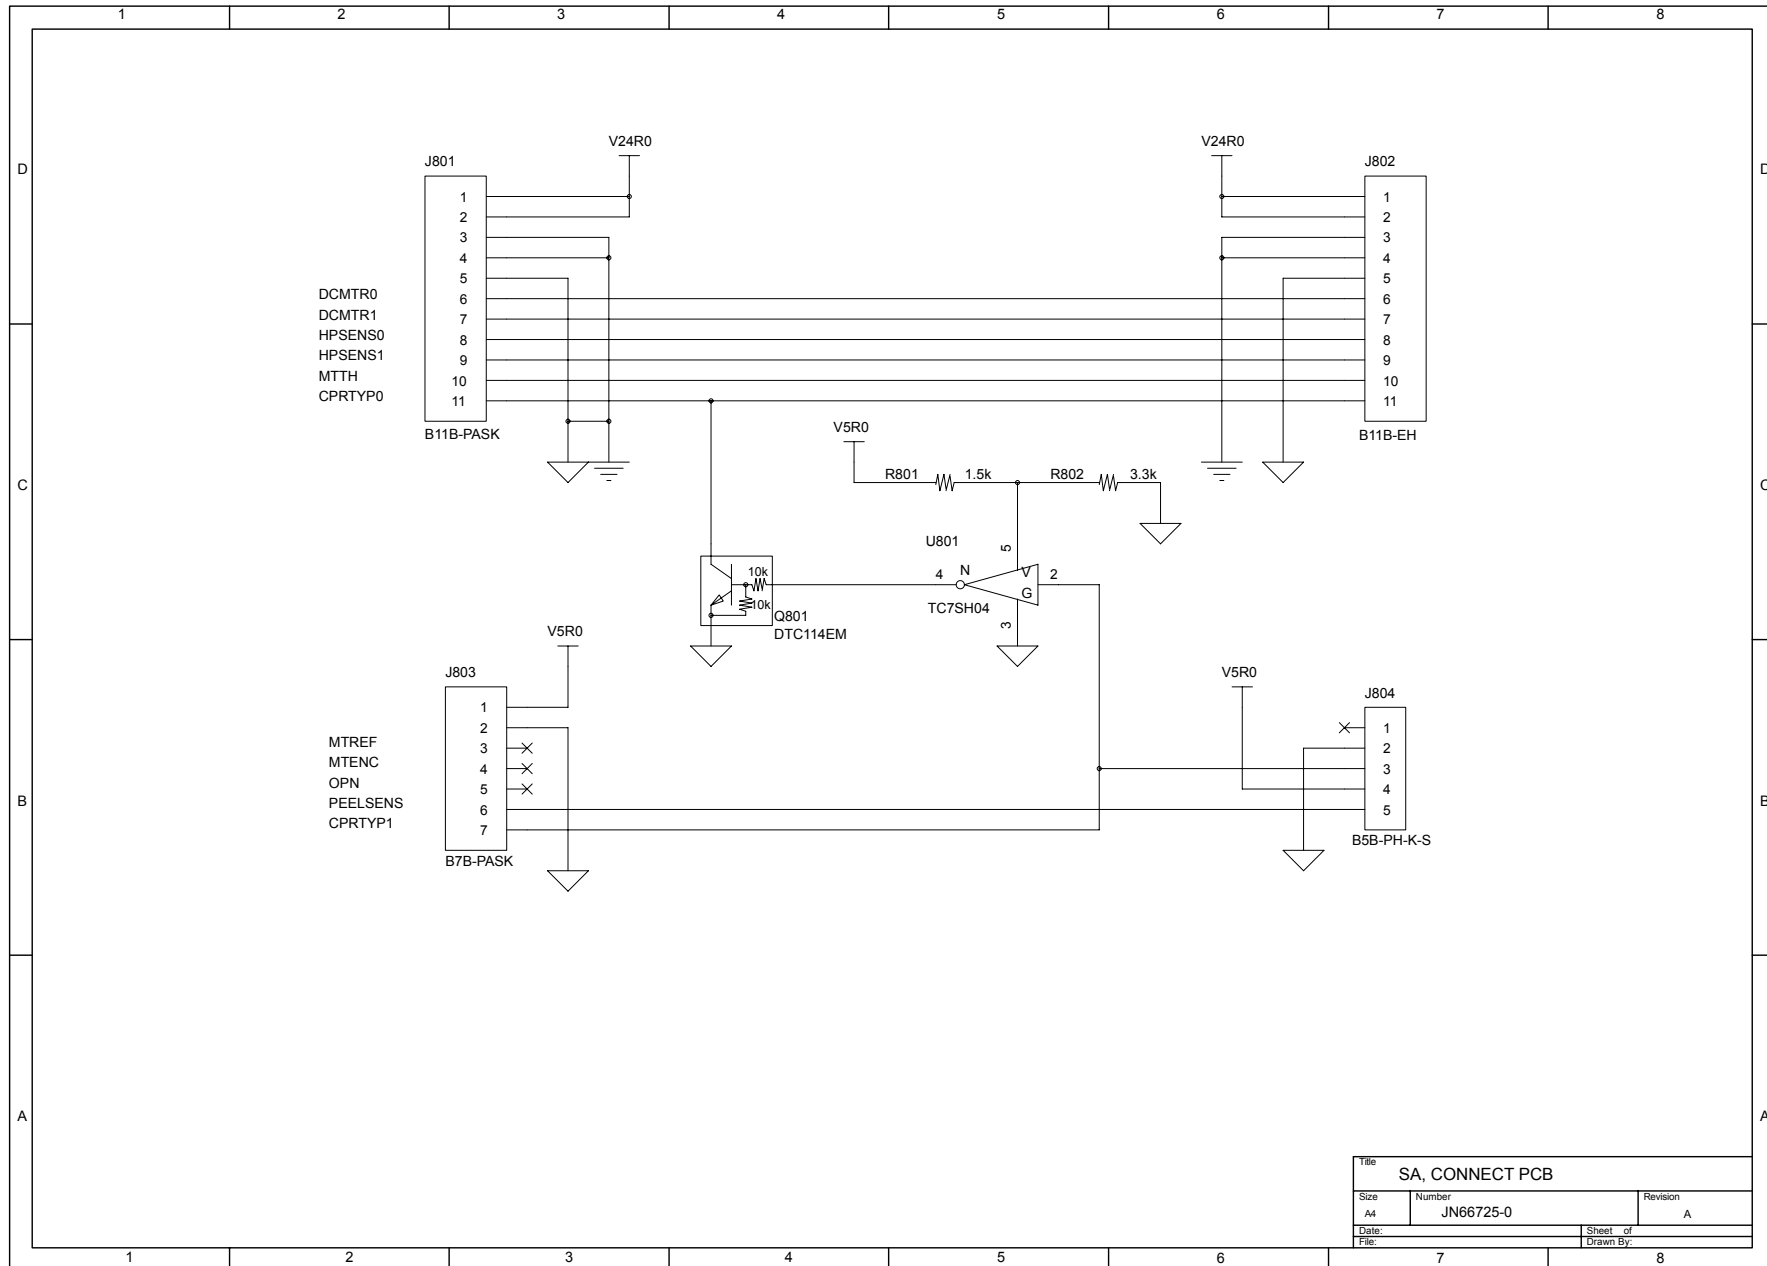 1 2 3 4 5 6 7 8
D D
V24R0 V24R0
J801 J802
1 1
2 2
3 3
4 4
5 5
DCMTR0 6 6
DCMTR1 7 7
HPSENS0 8 8
HPSENS1 9 9
MTTH 10 10
CPRTYP0 11 11
B11B-PASK B11B-EH
V5R0
C R801 1.5k R802 3.3k C
U801 5
4 N V 2
G
TC7SH04
3
10k
10k
Q801
DTC114EM
V5R0 V5R0
J803 J804
1 1
2 2
MTREF 3 3
MTENC 4 4
OPN 5 5
PEELSENS 6
CPRTYP1 7
B7B-PASK B5B-PH-K-S
B B
A A
Title
SA, CONNECT PCB
Size Number Revision
A4 JN66725-0 A
Date: Sheet of
File: Drawn By:
1 2 3 4 5 6 7 8